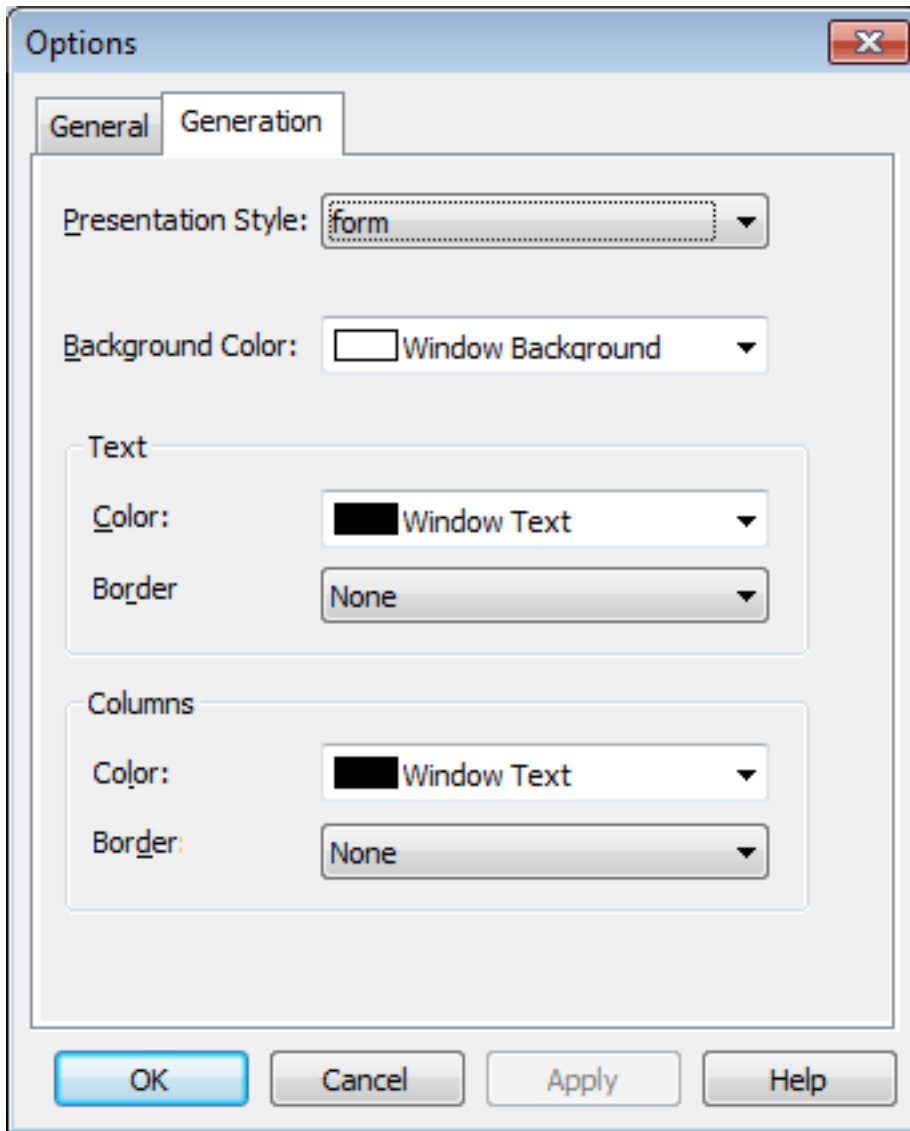 Options
General Generation
Presentation Style: form
Background Color: Window Background
Text
Color: Window Text
Border None
Columns
Color: Window Text
Border: None
OK Cancel Apply Help